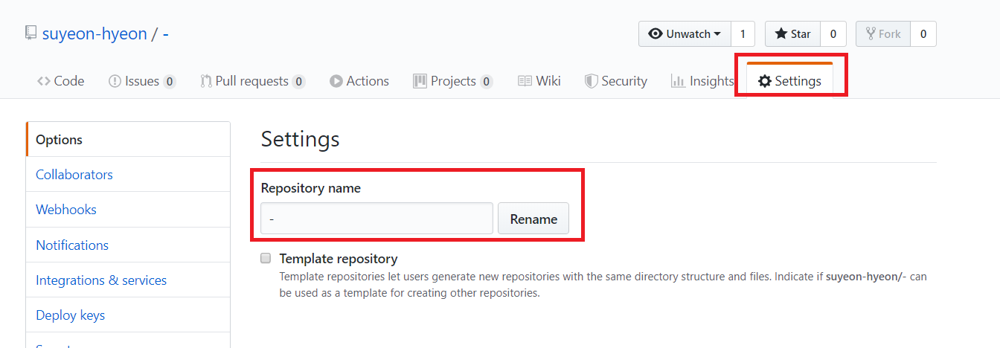 suyeon-hyeon / -
Unwatch 1 Star 0 Fork 0
Code Issues 0 Pull requests 0 Actions Projects 0 Wiki Security Insights Settings
Options
Collaborators
Webhooks
Notifications
Integrations & services
Deploy keys
Settings
Repository name
- Rename
Template repository
Template repositories let users generate new repositories with the same directory structure and files. Indicate if suyeon-hyeon/- can
be used as a template for creating other repositories.